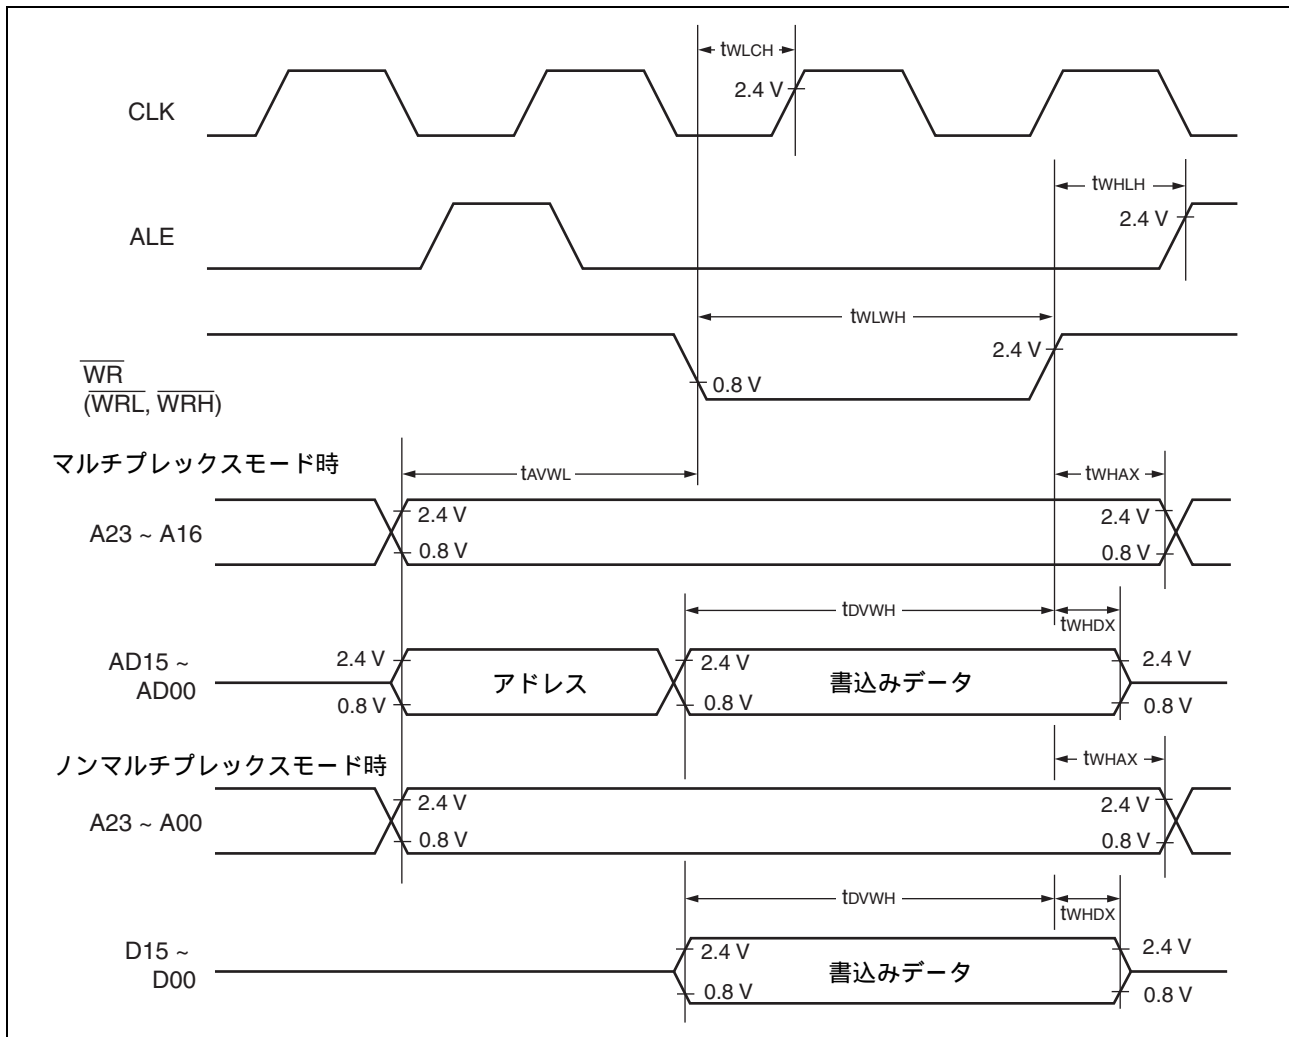 tWLCH
2.4 V
CLK
tWHLH
2.4 V
ALE
tWLWH
2.4 V
0.8 V
WR
(WRL, WRH)
マルチプレックスモード時
tAVWL
tWHAX
2.4 V
2.4 V
A23 ~ A16
0.8 V
0.8 V
tDVWH
tWHDX
AD15 ~
AD00
2.4 V
2.4 V
2.4 V
アドレス
書込みデータ
0.8 V
0.8 V
0.8 V
ノンマルチプレックスモード時
tWHAX
2.4 V
2.4 V
A23 ~ A00
0.8 V
0.8 V
tDVWH
tWHDX
D15 ~
D00
2.4 V
2.4 V
書込みデータ
0.8 V
0.8 V